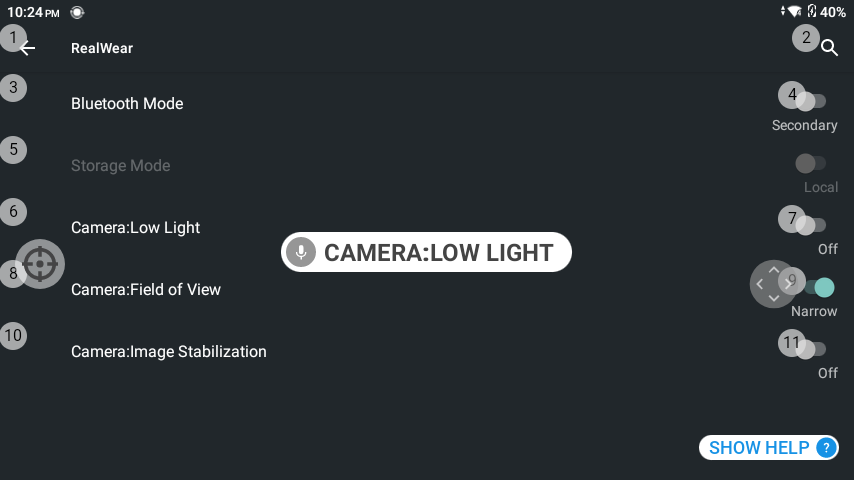 10:24 PM 40%
1 RealWear 2
3 Bluetooth Mode 4
Secondary
5 Storage Mode
Local
6 Camera:Low Light 7
Off
CAMERA:LOW LIGHT
8 Camera:Field of View 9
Narrow
10 Camera:Image Stabilization 11
Off
SHOW HELP ?